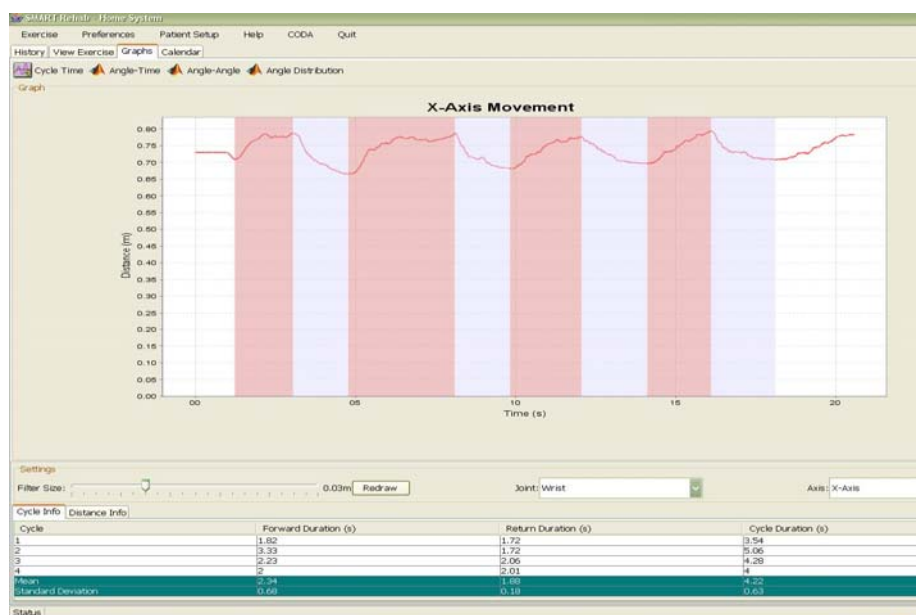 SMART Rehab - Home System
Exercise Preferences Patient Setup Help CODA Quit
History View Exercise Graphs Calendar
Cycle Time Angle-Time Angle-Angle Angle Distribution
Graph
X-Axis Movement
0.80
0.75
0.70
0.65
0.60
0.55
0.50
0.45
0.40
0.35
0.30
0.25
0.20
0.15
0.10
0.05
0.00
Distance (m)
00 05 10 15 20
Time (s)
Settings
Filter Size: 0.03m Redraw Joint: Wrist Axis: X-Axis
Cycle Info Distance Info
Cycle Forward Duration (s) Return Duration (s) Cycle Duration (s)
1 1.82 1.72 3.54
2 3.33 1.72 5.06
3 2.23 2.06 4.28
4 2 2.01 4
Mean 2.34 1.88 4.22
Standard Deviation 0.68 0.18 0.63
Status